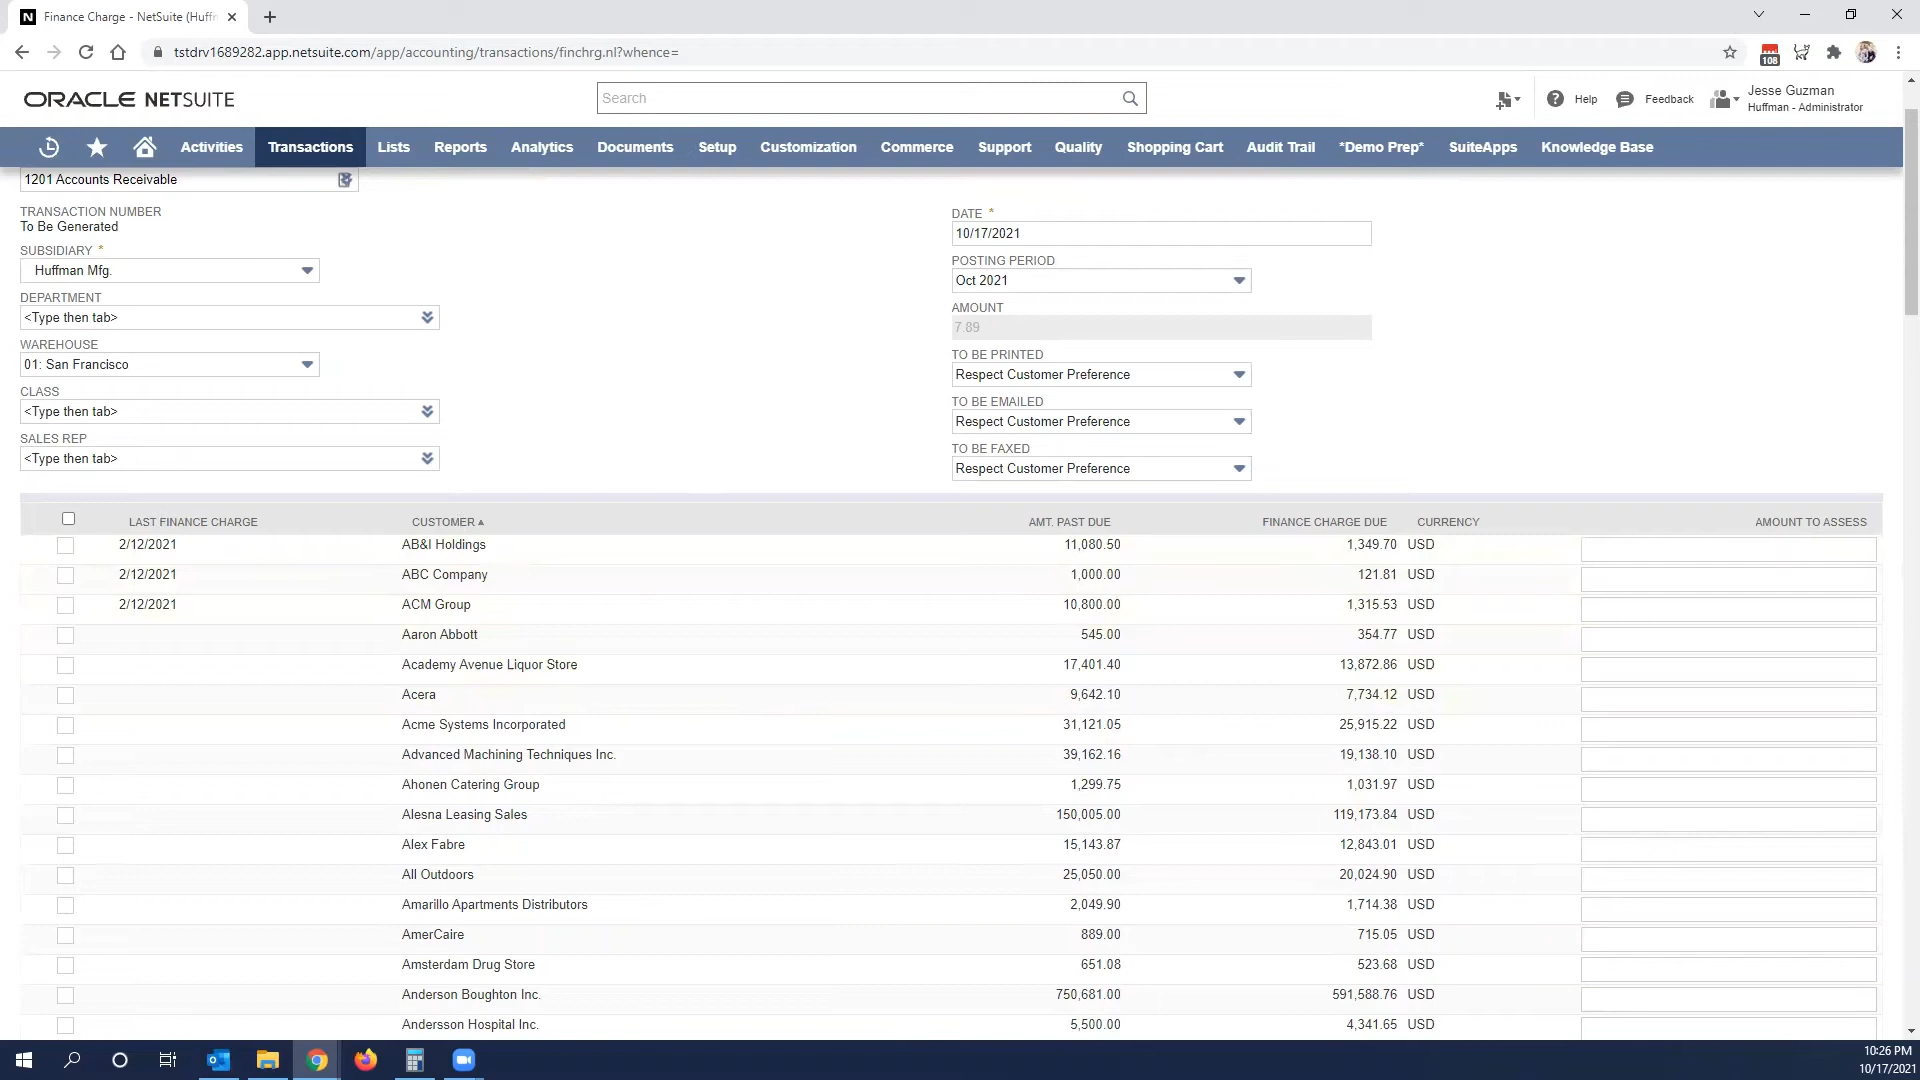 Finance Charge - NetSuite (Huffm
tstdrv1689282.app.netsuite.com/app/accounting/transactions/finchrg.nl?whence=
108
ORACLE NETSUITE
Search
Help
Feedback
Jesse Guzman
Huffman - Administrator
Activities Transactions Lists Reports Analytics Documents Setup Customization Commerce Support Quality Shopping Cart Audit Trail *Demo Prep* SuiteApps Knowledge Base
1201 Accounts Receivable
TRANSACTION NUMBER
To Be Generated
SUBSIDIARY *
Huffman Mfg.
DEPARTMENT
<Type then tab>
WAREHOUSE
01: San Francisco
CLASS
<Type then tab>
SALES REP
<Type then tab>
DATE *
10/17/2021
POSTING PERIOD
Oct 2021
AMOUNT
7.89
TO BE PRINTED
Respect Customer Preference
TO BE EMAILED
Respect Customer Preference
TO BE FAXED
Respect Customer Preference
LAST FINANCE CHARGE CUSTOMER AMT. PAST DUE FINANCE CHARGE DUE CURRENCY AMOUNT TO ASSESS
2/12/2021 AB&I Holdings 11,080.50 1,349.70 USD
2/12/2021 ABC Company 1,000.00 121.81 USD
2/12/2021 ACM Group 10,800.00 1,315.53 USD
Aaron Abbott 545.00 354.77 USD
Academy Avenue Liquor Store 17,401.40 13,872.86 USD
Acera 9,642.10 7,734.12 USD
Acme Systems Incorporated 31,121.05 25,915.22 USD
Advanced Machining Techniques Inc. 39,162.16 19,138.10 USD
Ahonen Catering Group 1,299.75 1,031.97 USD
Alesna Leasing Sales 150,005.00 119,173.84 USD
Alex Fabre 15,143.87 12,843.01 USD
All Outdoors 25,050.00 20,024.90 USD
Amarillo Apartments Distributors 2,049.90 1,714.38 USD
AmerCaire 889.00 715.05 USD
Amsterdam Drug Store 651.08 523.68 USD
Anderson Boughton Inc. 750,681.00 591,588.76 USD
Andersson Hospital Inc. 5,500.00 4,341.65 USD
10:26 PM
10/17/2021